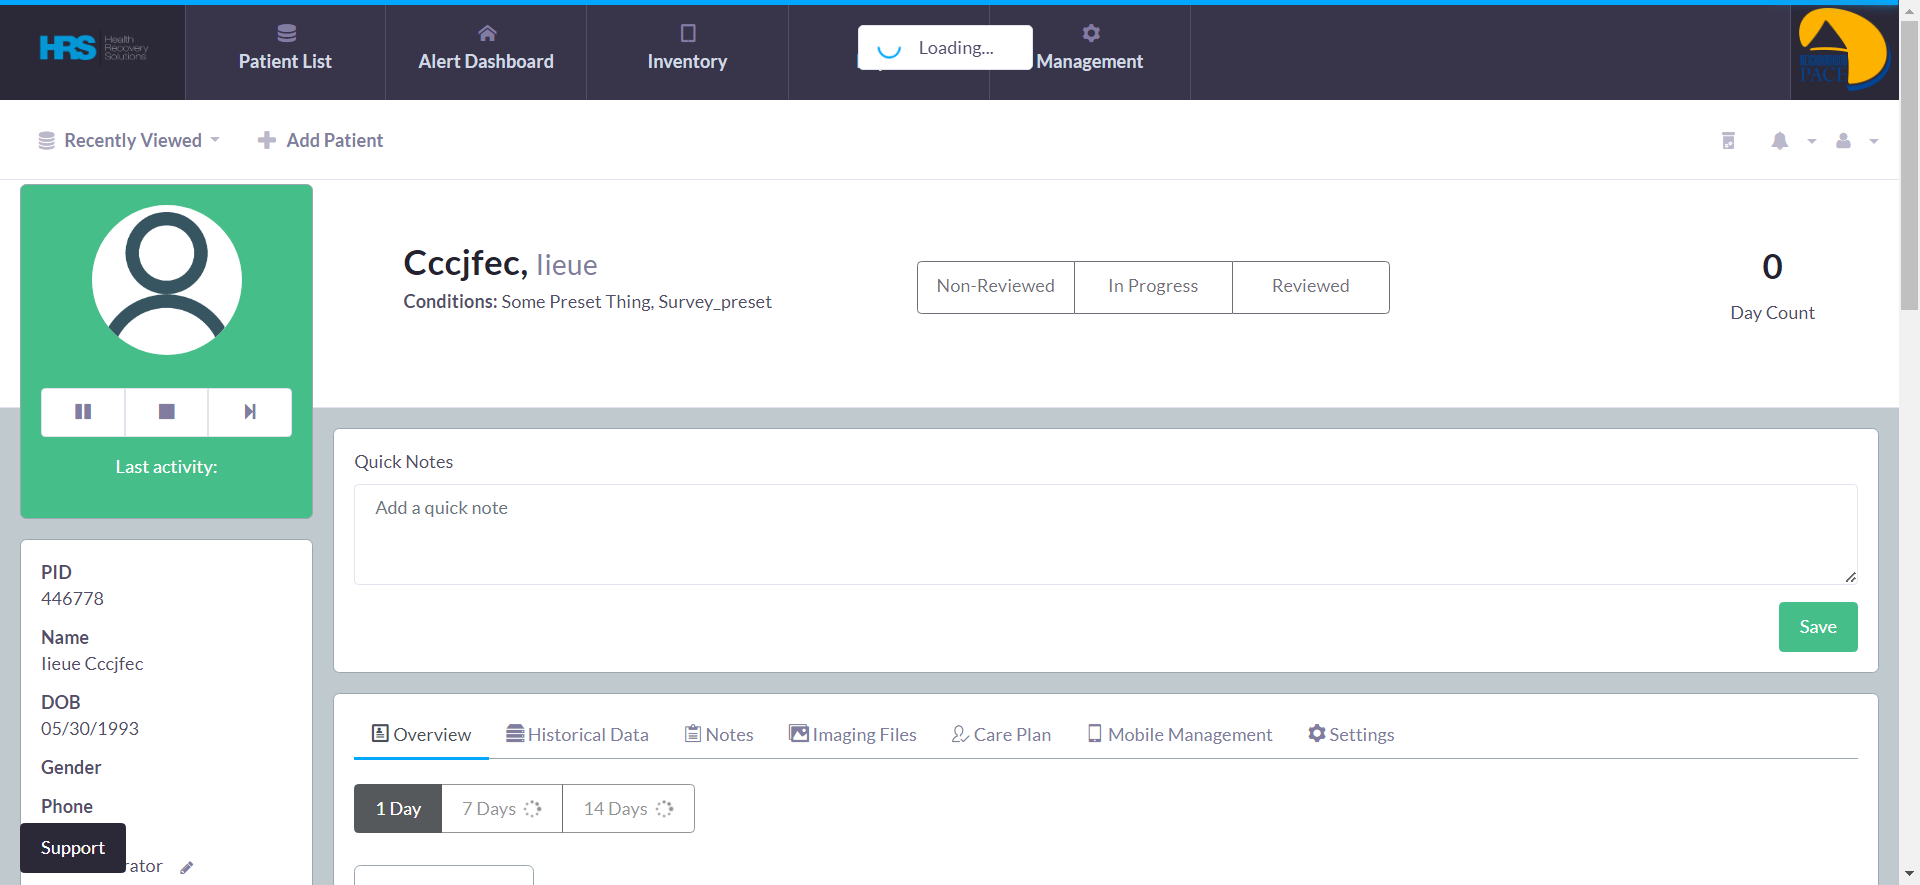 HRS Health Recovery Solutions
Patient List
Alert Dashboard
Inventory
Loading...
Management
PACE
Recently Viewed
Add Patient
Cccjfec, Iieue
Conditions: Some Preset Thing, Survey_preset
Non-Reviewed
In Progress
Reviewed
0
Day Count
Last activity:
Quick Notes
Add a quick note
Save
PID
446778
Name
Iieue Cccjfec
DOB
05/30/1993
Gender
Phone
Support
rator
Overview
Historical Data
Notes
Imaging Files
Care Plan
Mobile Management
Settings
1 Day
7 Days
14 Days